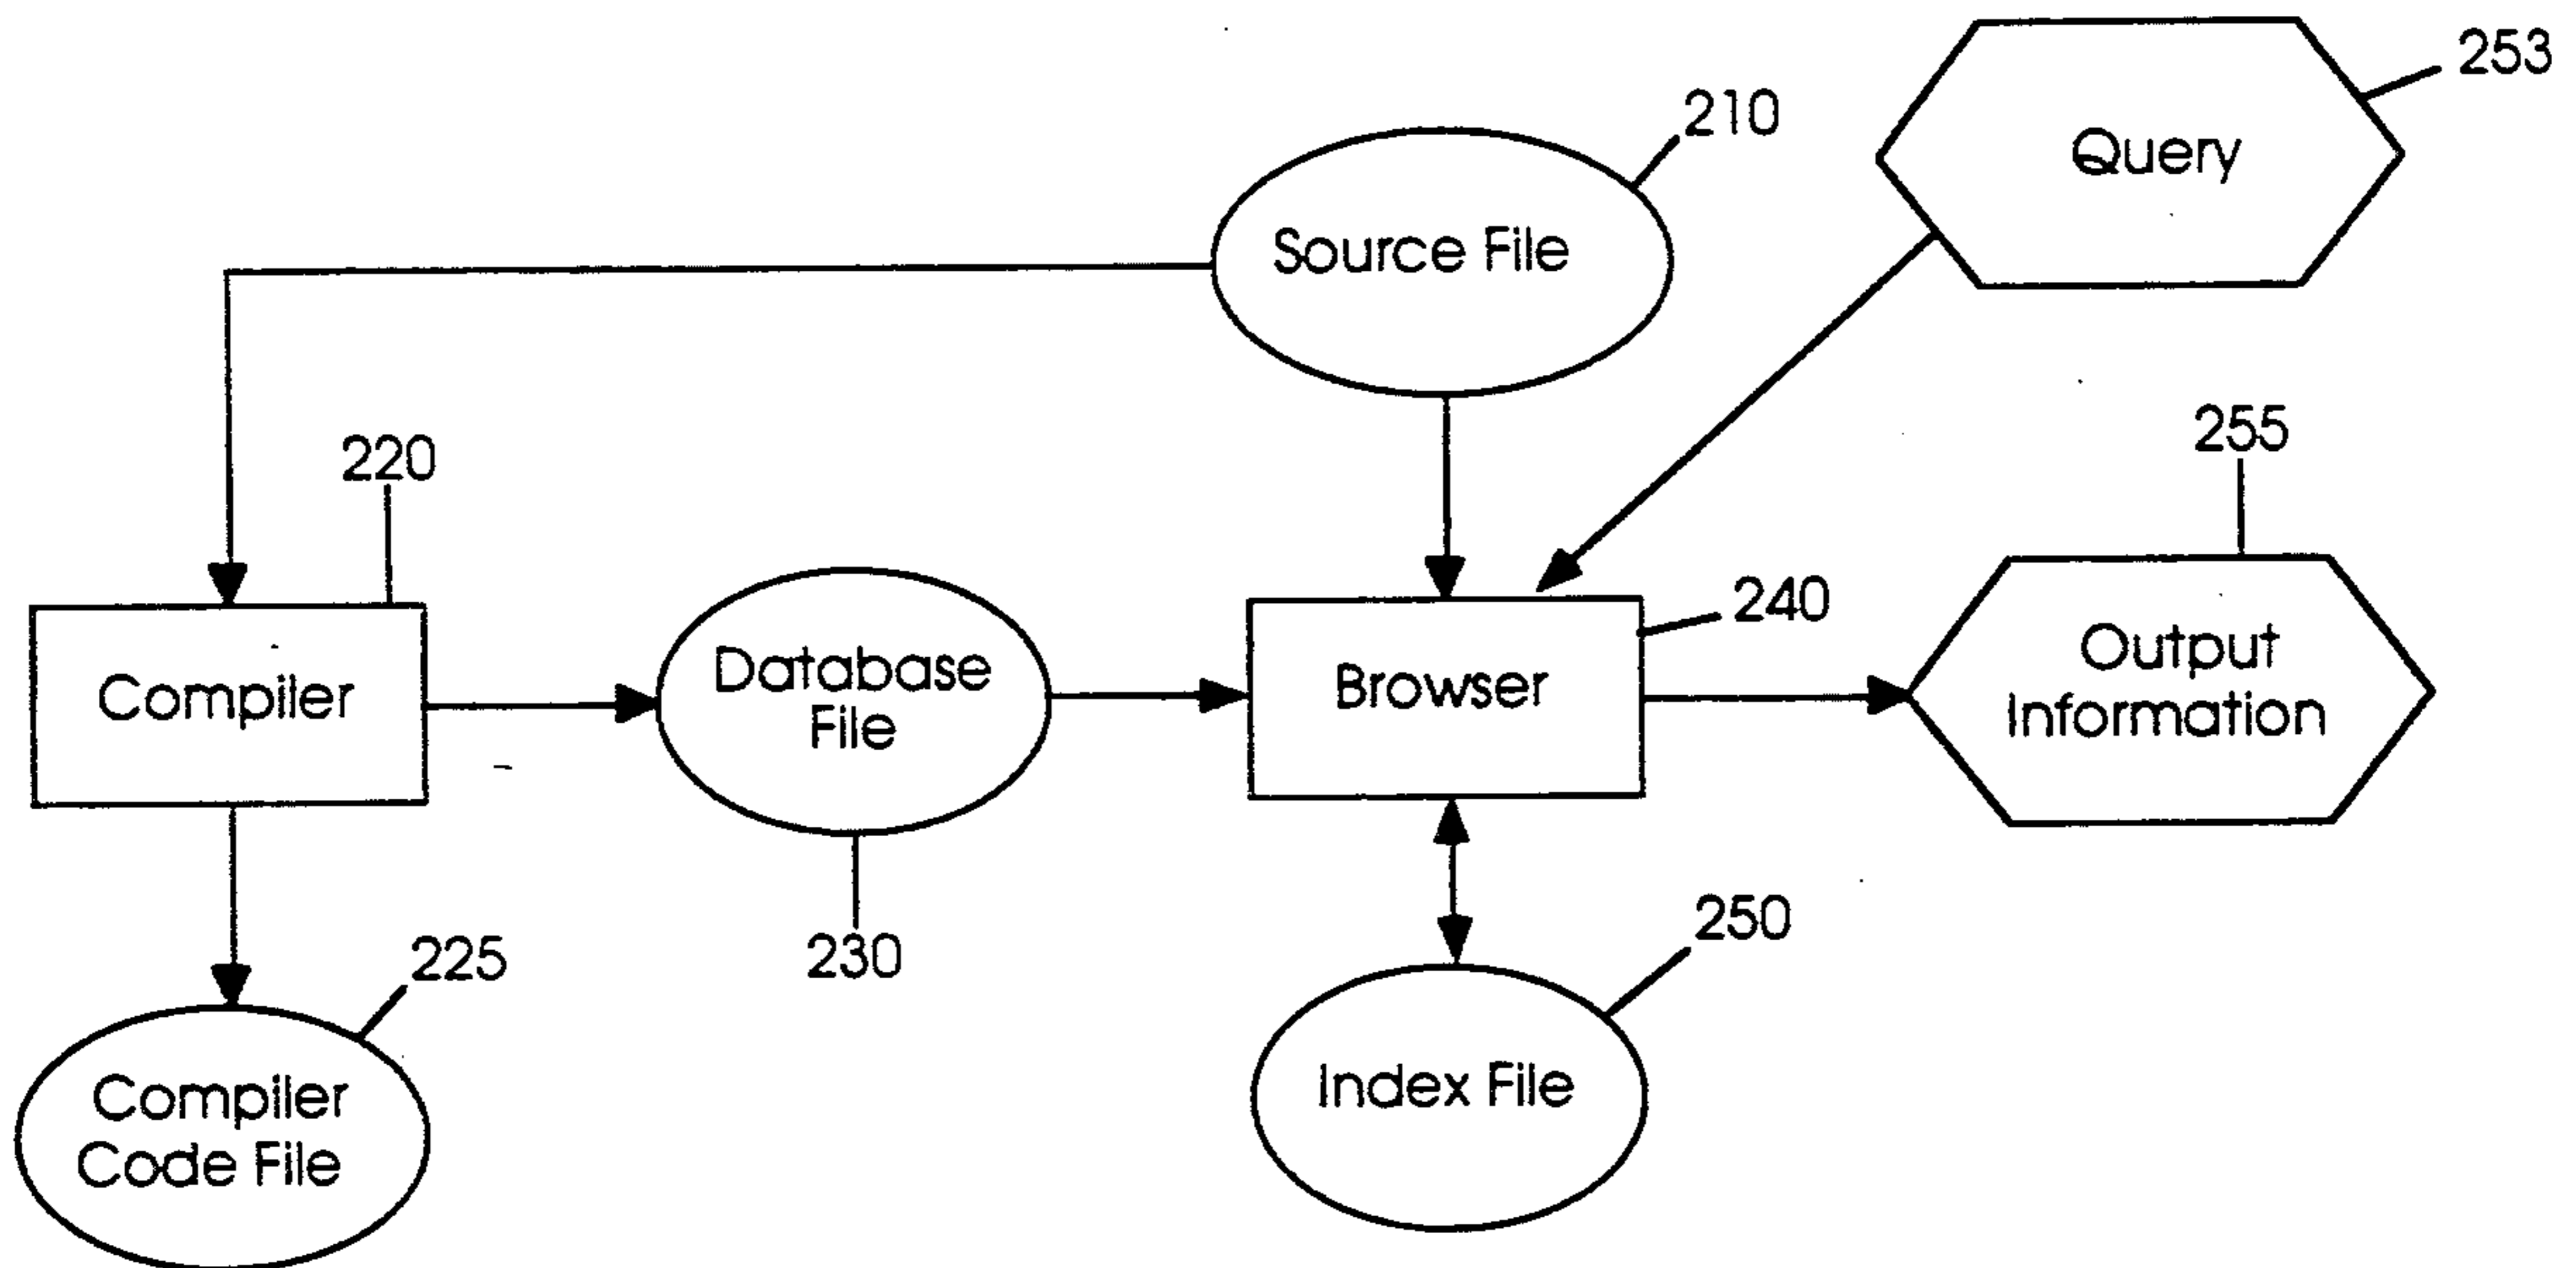 253
Query
210
Source File
220
255
Compiler
Database
File
Browser
240
Output
Information
225
230
250
Compiler
Code File
Index File